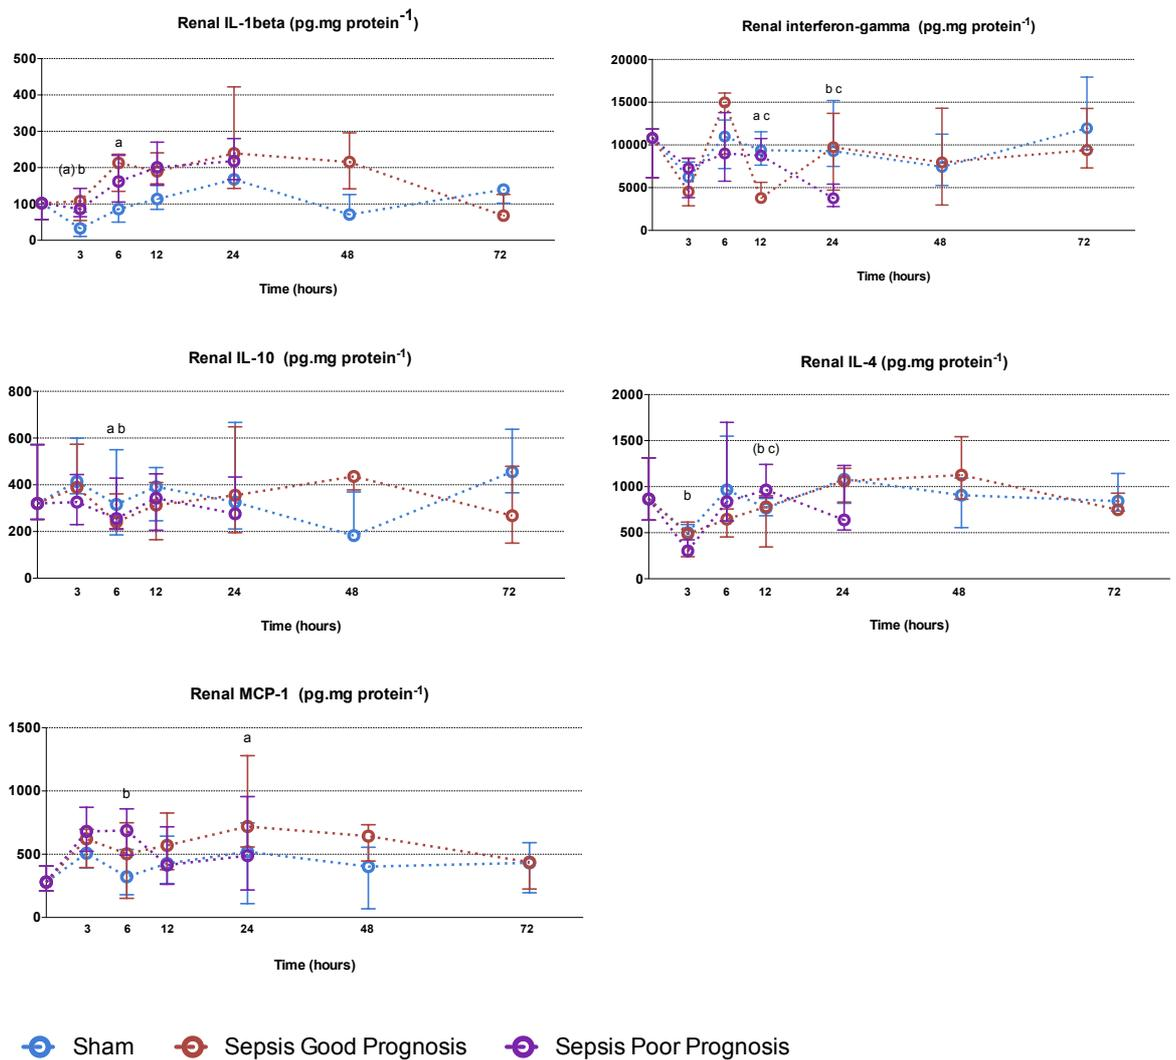 Renal IL-1beta (pg.mg protein-1)
500
400
300
200
100
0
(a) b
a
3 6 12 24 48 72
Time (hours)
Renal interferon-gamma (pg.mg protein-1)
20000
15000
10000
5000
0
a c
b c
3 6 12 24 48 72
Time (hours)
Renal IL-10 (pg.mg protein-1)
800
600
400
200
0
a b
3 6 12 24 48 72
Time (hours)
Renal IL-4 (pg.mg protein-1)
2000
1500
1000
500
0
b
(b c)
3 6 12 24 48 72
Time (hours)
Renal MCP-1 (pg.mg protein-1)
1500
1000
500
0
b
a
3 6 12 24 48 72
Time (hours)
Sham Sepsis Good Prognosis Sepsis Poor Prognosis